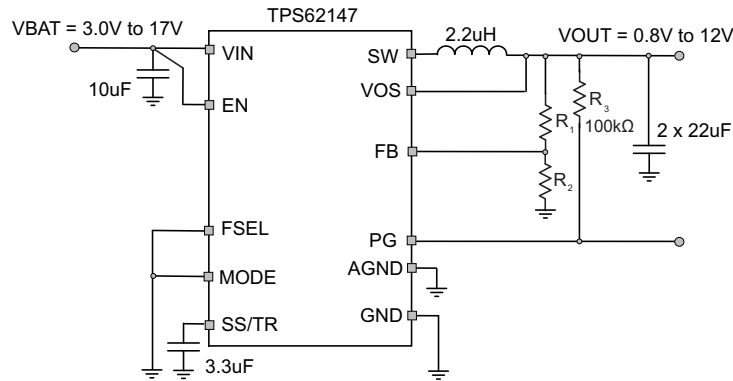 TPS62147
VBAT = 3.0V to 17V
VIN
10uF
EN
FSEL
MODE
SS/TR
3.3uF
SW
2.2uH
VOUT = 0.8V to 12V
VOS
R3
R1
100kΩ
2 x 22uF
FB
R2
PG
AGND
GND